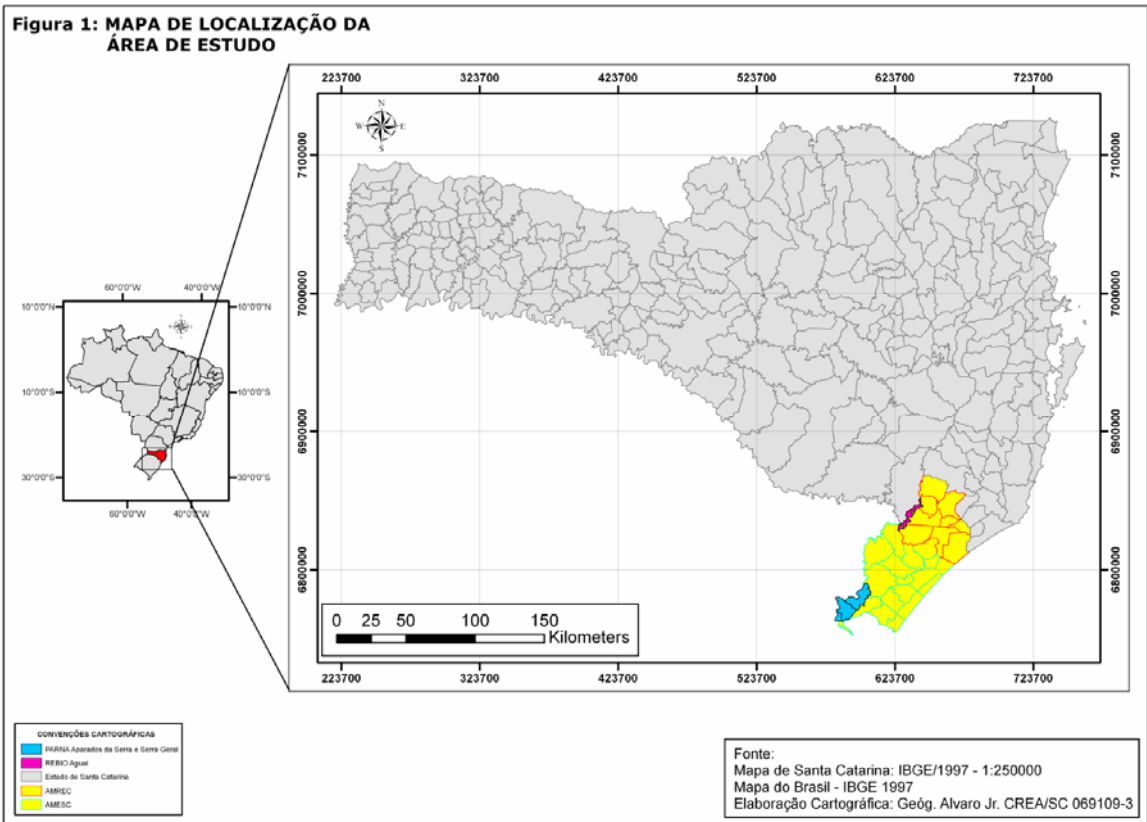 Figura 1: MAPA DE LOCALIZAÇÃO DA
ÁREA DE ESTUDO
223700 323700 423700 523700 623700 723700
N
W E
S
7100000 7100000
7000000 7000000
6900000 6900000
6800000 6800000
60°0'0"W 40°0'0"W
10°0'0"N 10°0'0"N
10°0'0"S 10°0'0"S
30°0'0"S 30°0'0"S
60°0'0"W 40°0'0"W
0 25 50 100 150
Kilometers
223700 323700 423700 523700 623700 723700
CONVENÇÕES CARTOGRÁFICAS
PARNA Aparados da Serra e Serra Geral
REBIO Aguai
Estado de Santa Catarina
AMREC
AMESC
Fonte:
Mapa de Santa Catarina: IBGE/1997 - 1:250000
Mapa do Brasil - IBGE 1997
Elaboração Cartográfica: Geóg. Alvaro Jr. CREA/SC 069109-3